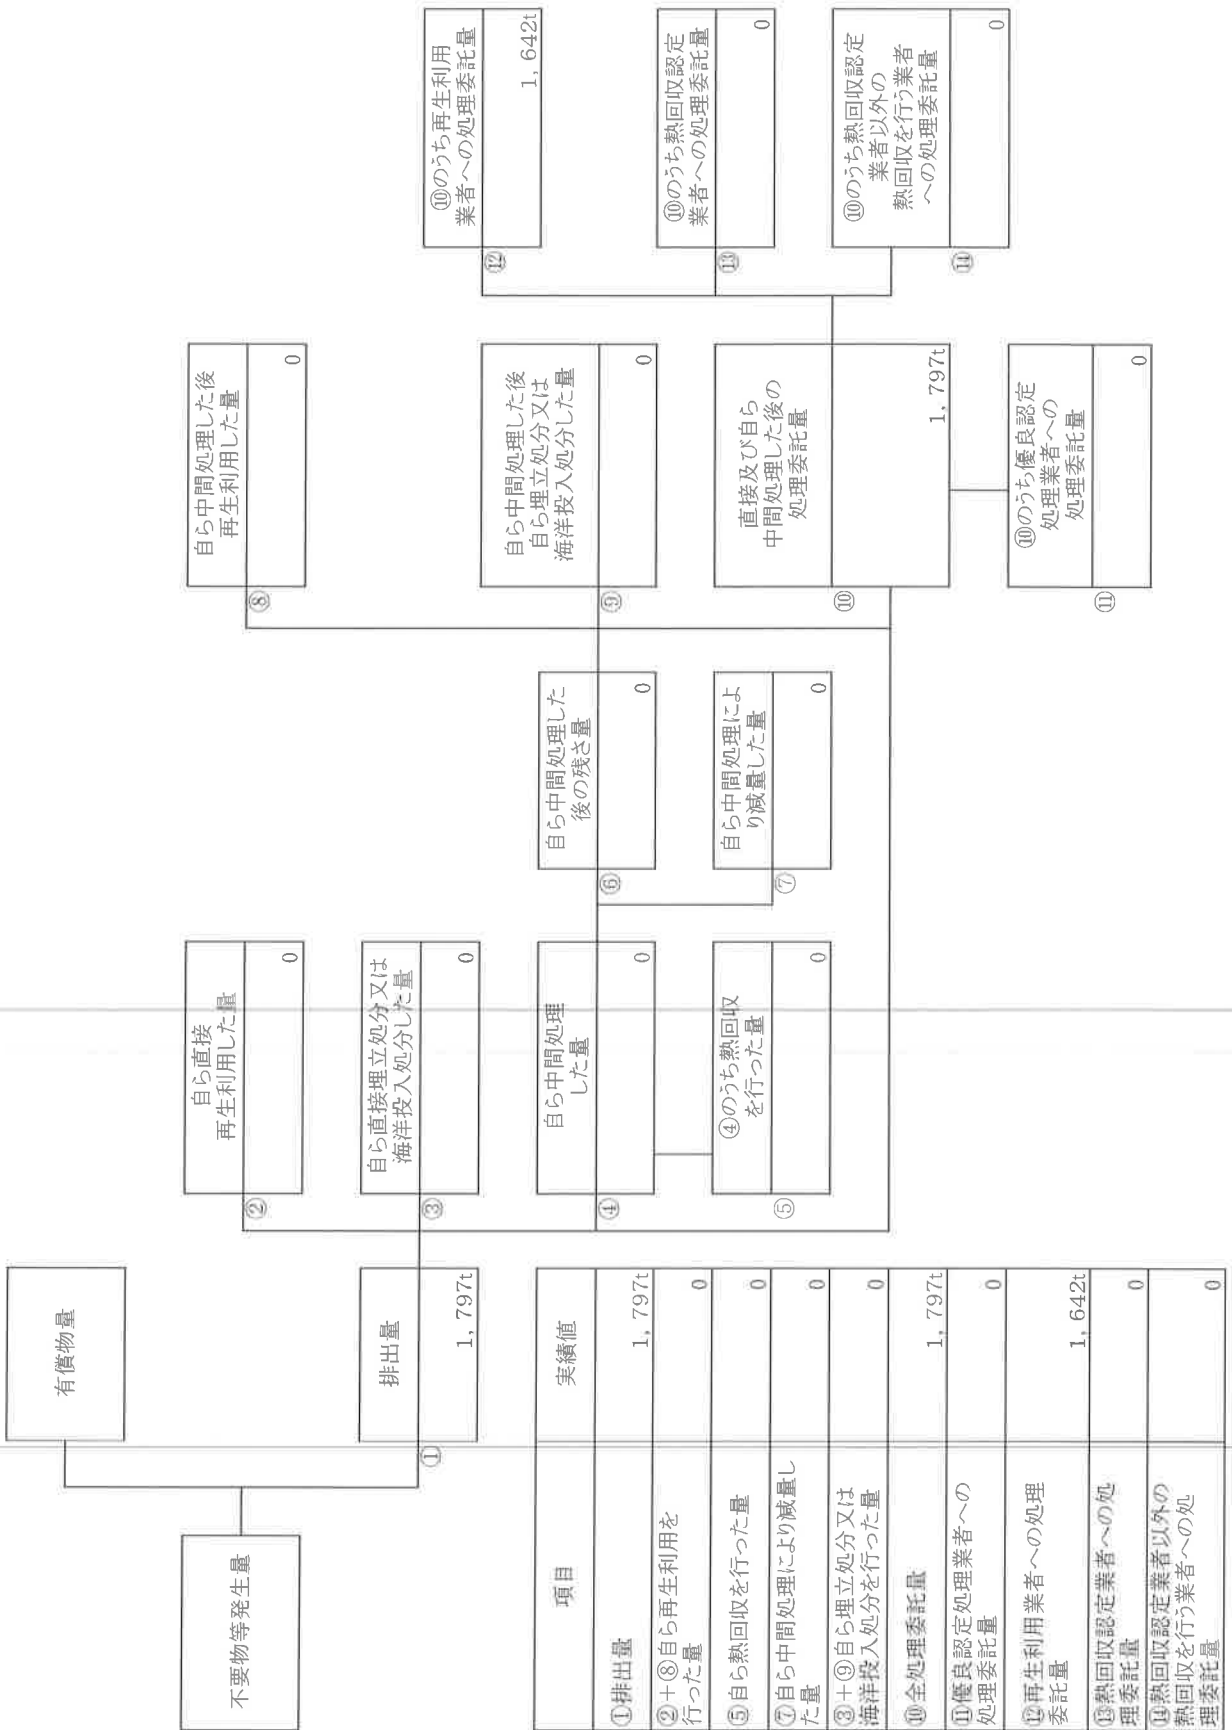 不要物等発生量
有償物量
①
排出量
1,797t
②
自ら直接
再生利用した量
0
③
自ら直接埋立処分又は
海洋投入処分した量
0
④
自ら中間処理
した量
0
⑤
④のうち熱回収
を行った量
0
⑥
自ら中間処理した
後の残さ量
0
⑦
自ら中間処理によ
り減量した量
0
⑧
自ら中間処理した後
再生利用した量
0
⑨
自ら中間処理した後
自ら埋立処分又は
海洋投入処分した量
0
⑩
直接及び自ら
中間処理した後の
処理委託量
1,797t
⑪
⑩のうち優良認定
処理業者への
処理委託量
0
⑫
⑩のうち再生利用
業者への処理委託量
1,642t
⑬
⑩のうち熱回収認定
業者への処理委託量
0
⑭
⑩のうち熱回収認定
業者以外の
熱回収を行う業者
への処理委託量
0
項目 実績値
①排出量 1,797t
②+⑧自ら再生利用を
行った量 0
⑤自ら熱回収を行った量 0
⑦自ら中間処理により減量し
た量 0
③+⑨自ら埋立処分又は
海洋投入処分を行った量 0
⑩全処理委託量 1,797t
⑪優良認定処理業者への
処理委託量 0
⑫再生利用業者への処理
委託量 1,642t
⑬熱回収認定業者への処
理委託量 0
⑭熱回収認定業者以外の
熱回収を行う業者への処
理委託量 0